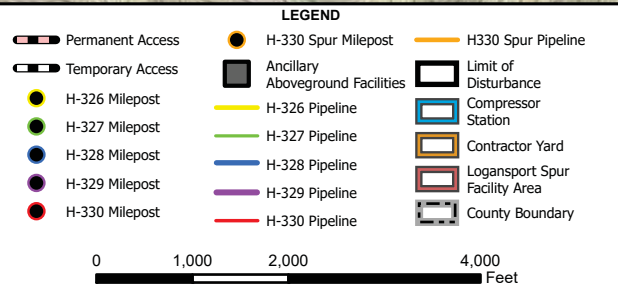 LEGEND
Permanent Access
Temporary Access
H-326 Milepost
H-327 Milepost
H-328 Milepost
H-329 Milepost
H-330 Milepost
H-330 Spur Milepost
Ancillary
Aboveground Facilities
H-326 Pipeline
H-327 Pipeline
H-328 Pipeline
H-329 Pipeline
H-330 Pipeline
H330 Spur Pipeline
Limit of
Disturbance
Compressor
Station
Contractor Yard
Logansport Spur
Facility Area
County Boundary
0 1,000 2,000 4,000
Feet